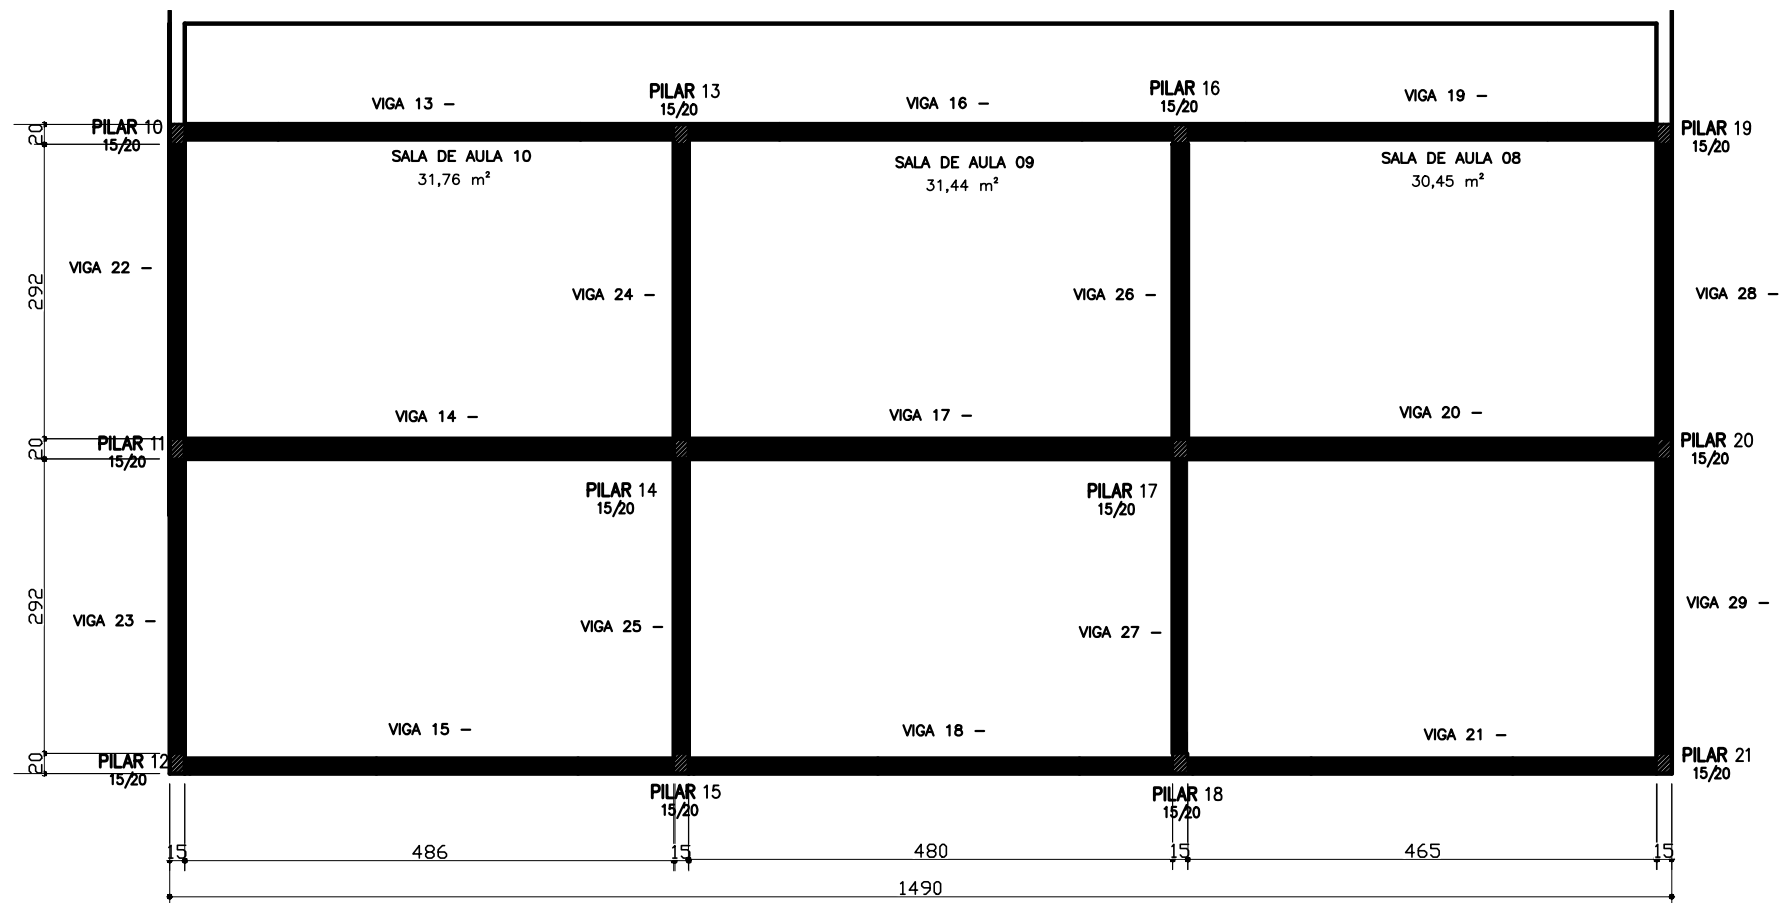 PILAR 13
15/20
PILAR 16
15/20
VIGA 13 –
VIGA 16 –
VIGA 19 –
PILAR 10
15/20
PILAR 19
15/20
20
SALA DE AULA 10
31,76 m²
SALA DE AULA 09
31,44 m²
SALA DE AULA 08
30,45 m²
VIGA 22 –
292
VIGA 24 –
VIGA 26 –
VIGA 28 –
VIGA 14 –
VIGA 17 –
VIGA 20 –
20
PILAR 11
15/20
PILAR 20
15/20
PILAR 14
15/20
PILAR 17
15/20
292
VIGA 23 –
VIGA 25 –
VIGA 27 –
VIGA 29 –
VIGA 15 –
VIGA 18 –
VIGA 21 –
20
PILAR 12
15/20
PILAR 21
15/20
PILAR 15
15/20
PILAR 18
15/20
15 486 15 480 15 465 15
1490